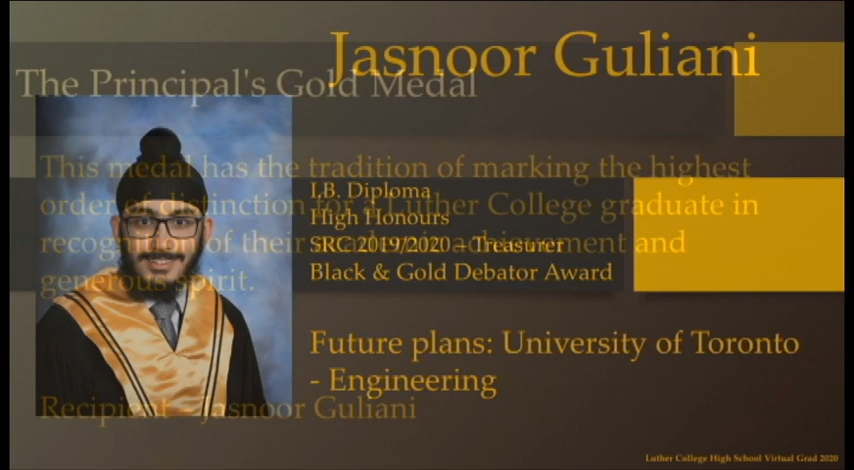 Jasnoor Guliani
The Principal's Gold Medal
This medal has the tradition of marking the highest
order of distinction for a Luther College graduate in
recognition of their academic achievement and
generous spirit.
I.B. Diploma
High Honours
SRC 2019/2020 – Treasurer
Black & Gold Debator Award
Future plans: University of Toronto
- Engineering
Recipient - Jasnoor Guliani
Luther College High School Virtual Grad 2020